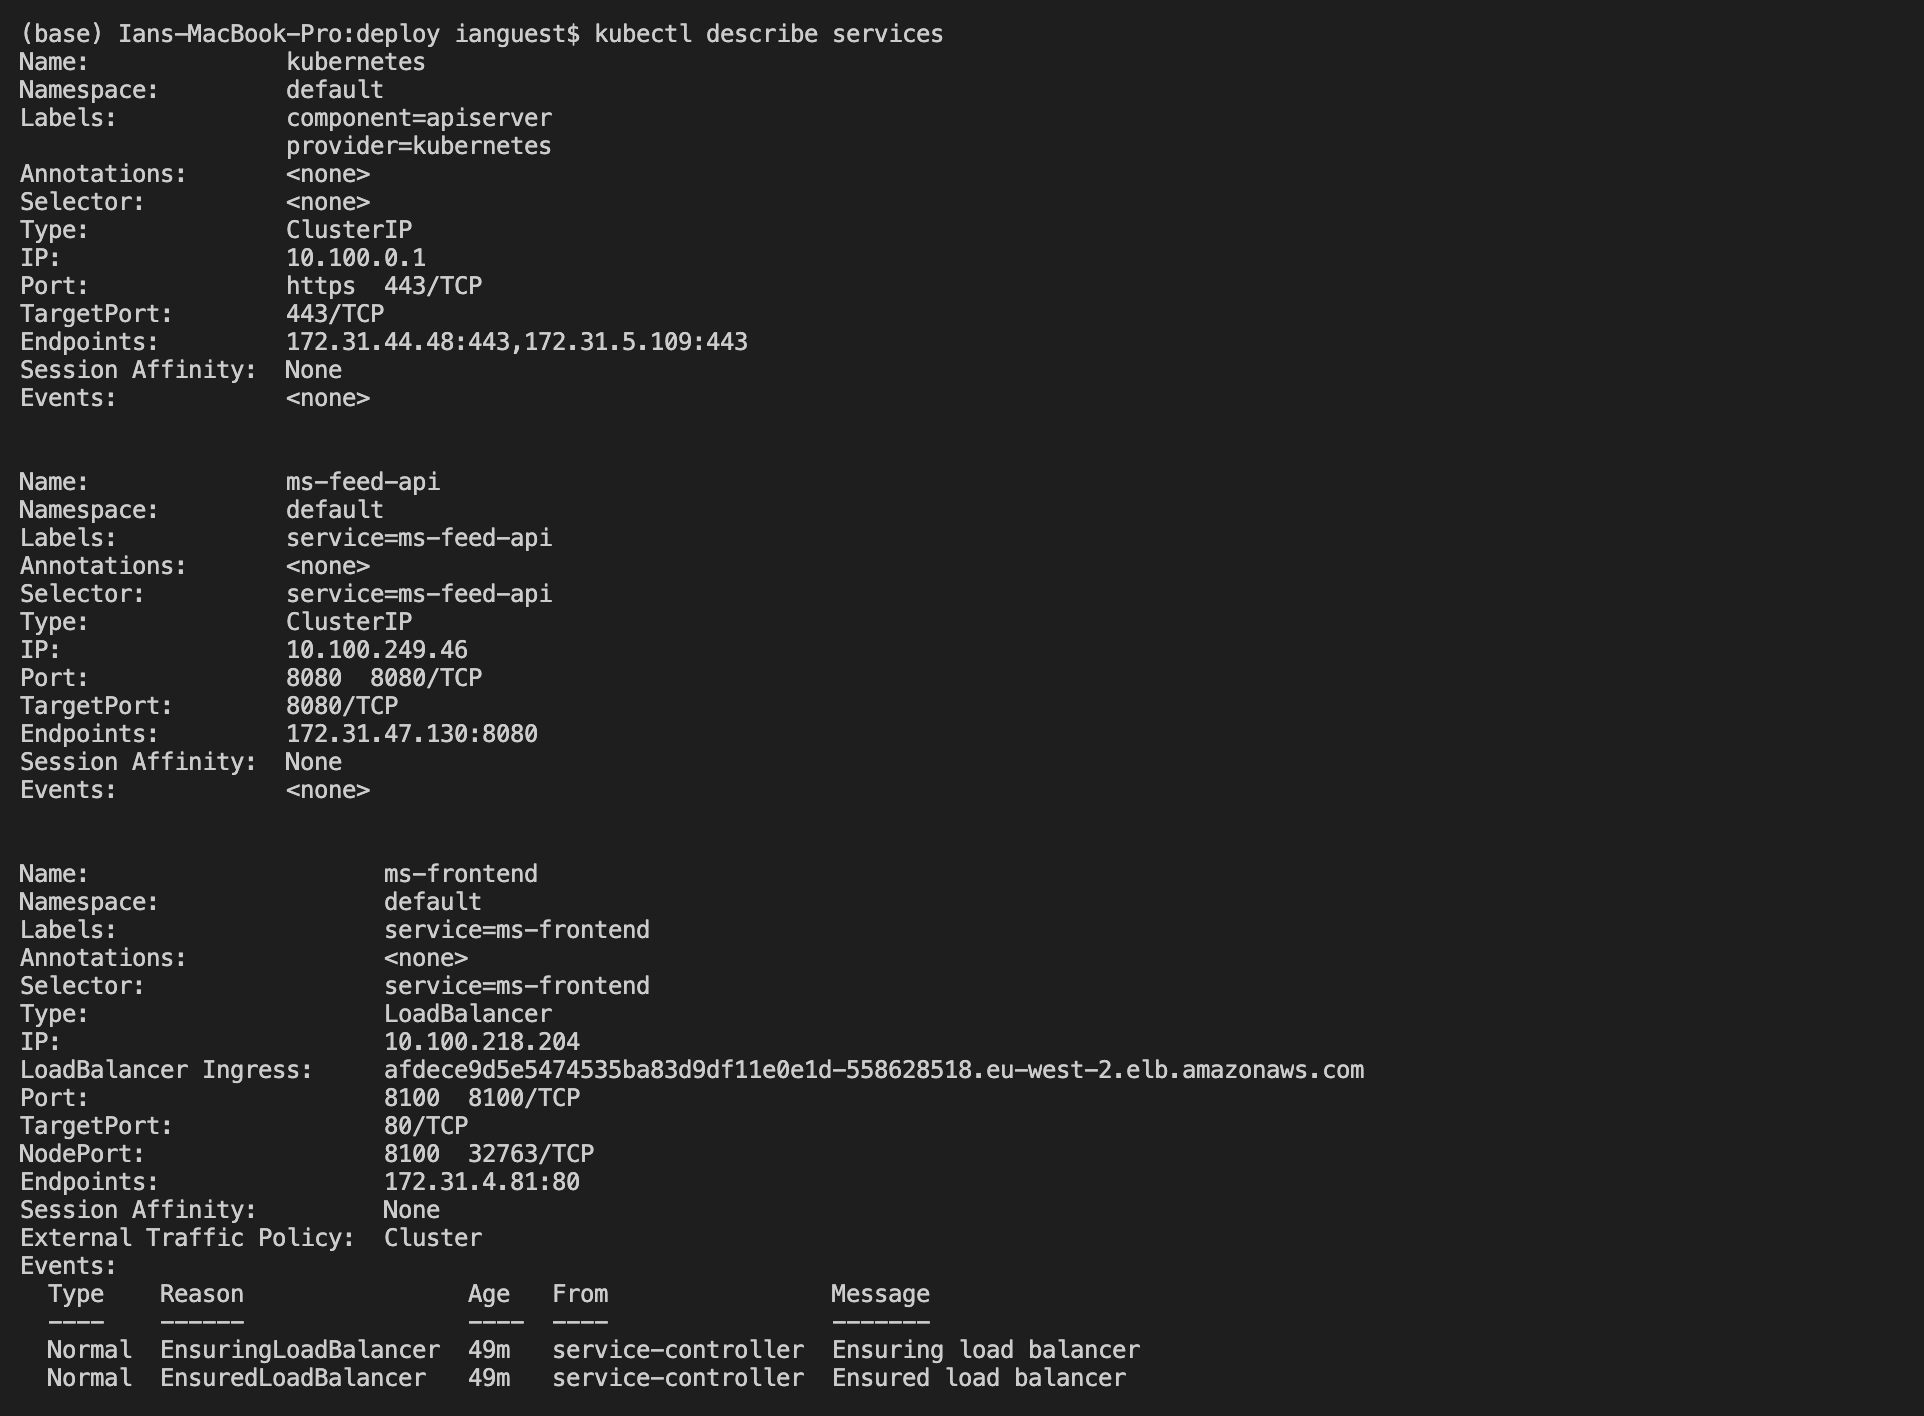 (base) Ians-MacBook-Pro:deploy ianguest$ kubectl describe services
Name:              kubernetes
Namespace:         default
Labels:            component=apiserver
                   provider=kubernetes
Annotations:       <none>
Selector:          <none>
Type:              ClusterIP
IP:                10.100.0.1
Port:              https  443/TCP
TargetPort:        443/TCP
Endpoints:         172.31.44.48:443,172.31.5.109:443
Session Affinity:  None
Events:            <none>


Name:              ms-feed-api
Namespace:         default
Labels:            service=ms-feed-api
Annotations:       <none>
Selector:          service=ms-feed-api
Type:              ClusterIP
IP:                10.100.249.46
Port:              8080  8080/TCP
TargetPort:        8080/TCP
Endpoints:         172.31.47.130:8080
Session Affinity:  None
Events:            <none>


Name:                     ms-frontend
Namespace:                default
Labels:                   service=ms-frontend
Annotations:              <none>
Selector:                 service=ms-frontend
Type:                     LoadBalancer
IP:                       10.100.218.204
LoadBalancer Ingress:     afdece9d5e5474535ba83d9df11e0e1d-558628518.eu-west-2.elb.amazonaws.com
Port:                     8100  8100/TCP
TargetPort:               80/TCP
NodePort:                 8100  32763/TCP
Endpoints:                172.31.4.81:80
Session Affinity:         None
External Traffic Policy:  Cluster
Events:
  Type    Reason                Age   From                Message
  ----    ------                ----  ----                -------
  Normal  EnsuringLoadBalancer  49m   service-controller  Ensuring load balancer
  Normal  EnsuredLoadBalancer   49m   service-controller  Ensured load balancer